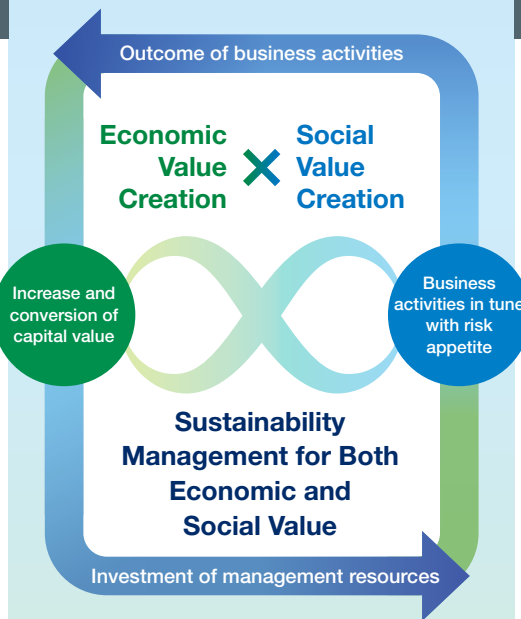 Outcome of business activities
Economic
Value
Creation
Social
Value
Creation
Increase and
conversion of
capital value
Business
activities in tune
with risk
appetite
Sustainability
Management for Both
Economic and
Social Value
Investment of management resources